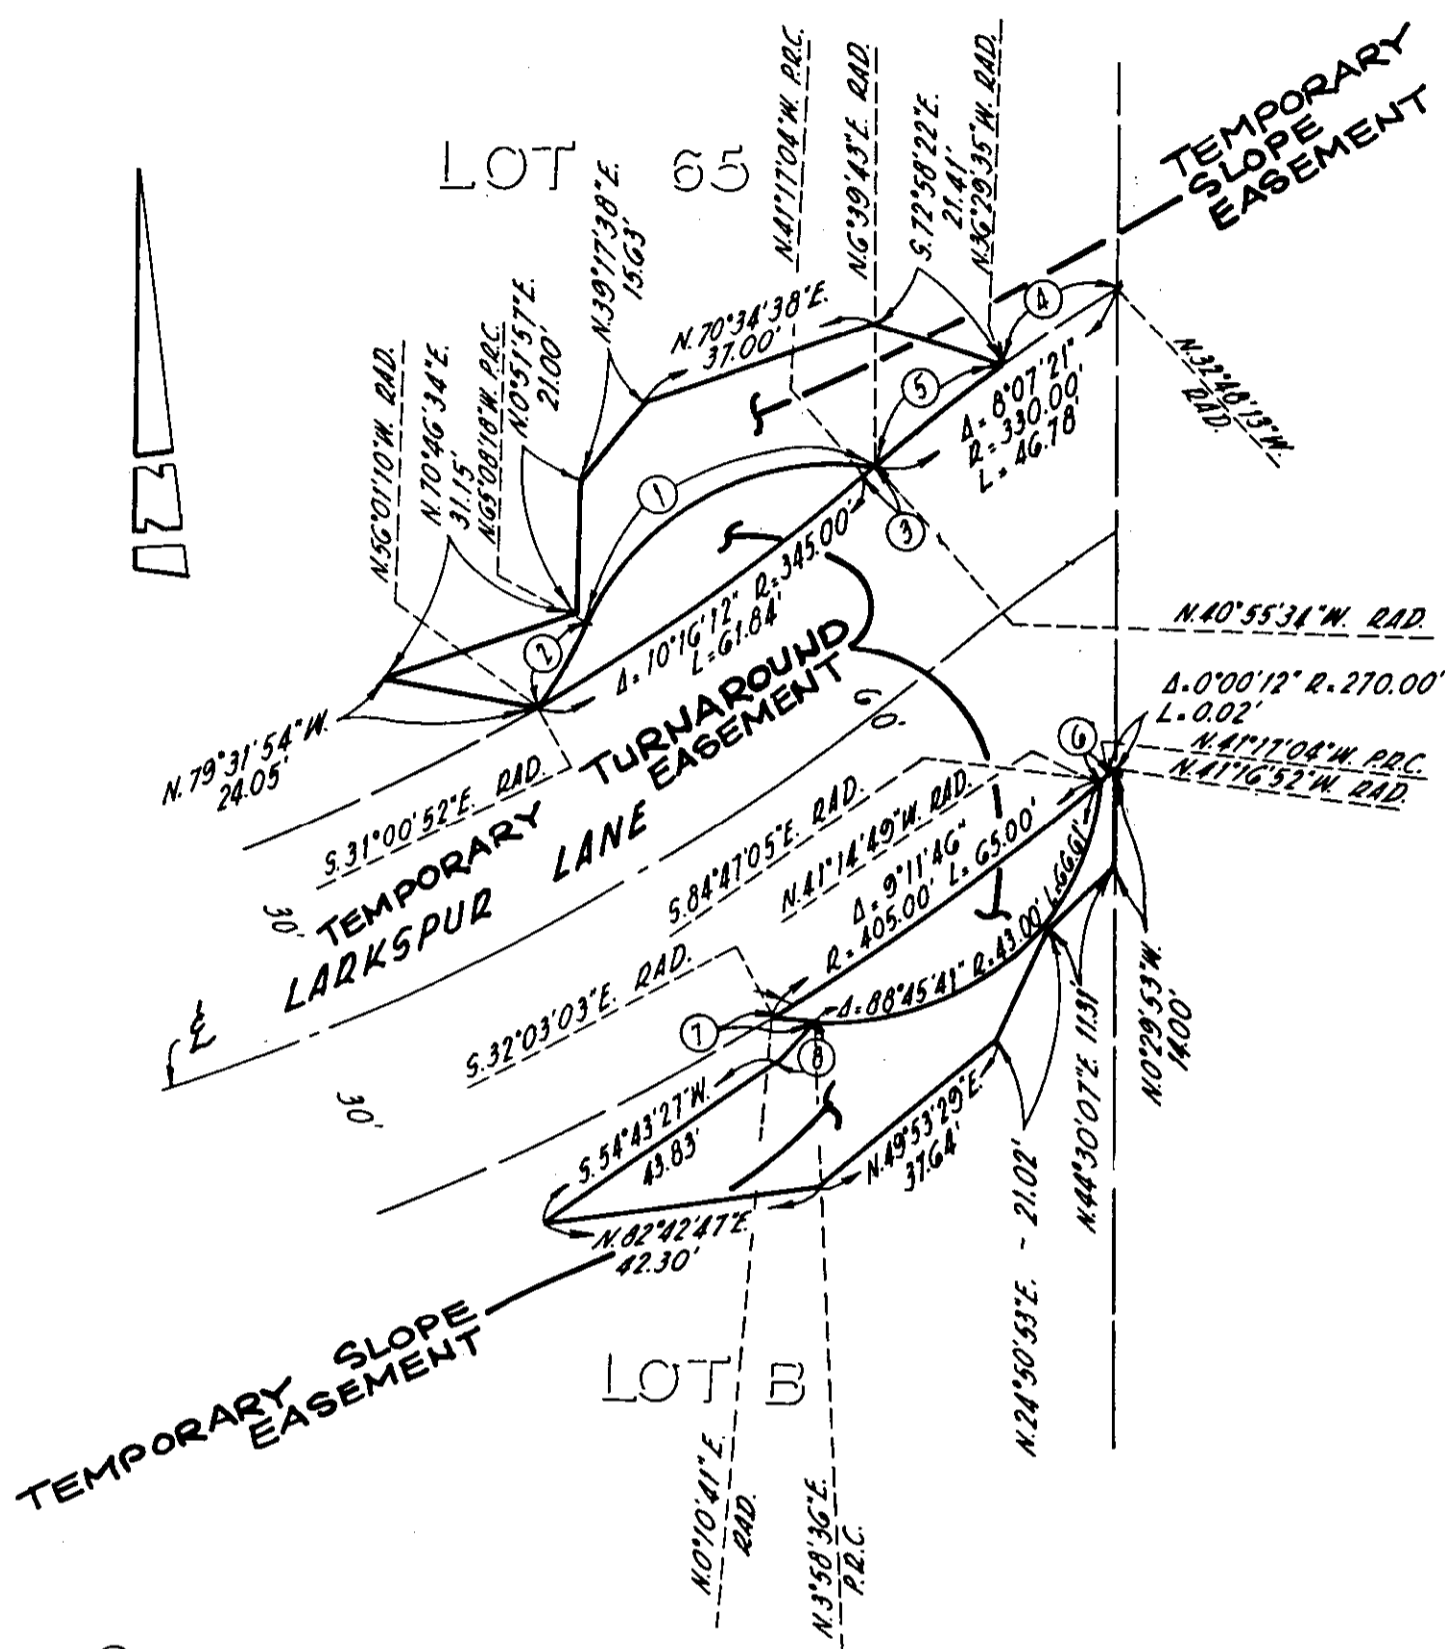 N.41°17'04"W. P.R.C.
N.6°39'43"E. RAD.
S.72°58'22"E.
21.41'
N.36°29'35"W. RAD.
TEMPORARY
SLOPE
EASEMENT
LOT 65
N.39°17'38"E.
15.63'
N.0°51'57"E.
21.00'
N.70°34'38"E.
37.00'
N.56°01'10"W. RAD.
N.70°46'34"E.
31.15'
N.65°08'18"W. P.R.C.
4
N.32°48'13"W.
RAD.
5
Δ=8°07'21"
R=330.00'
L=46.78'
1
3
2
Δ=10°16'12" R=345.00'
L=61.84'
N.40°55'34"W. RAD.
N.79°31'54"W.
24.05'
S.31°00'52"E. RAD.
TEMPORARY TURNAROUND
EASEMENT
60'
Δ=0°00'12" R=270.00'
L=0.02'
6
N.41°17'04"W. P.R.C.
N.41°16'52"W. RAD.
30'
LARKSPUR LANE
S.84°47'05"E. RAD.
N.41°14'49"W. RAD.
Δ=9°11'46"
R=405.00' L=65.00'
S.32°03'03"E. RAD.
Δ=88°45'41" R=43.00' L=66.61'
7
8
℄
30'
S.54°43'27"W.
43.83'
N.49°53'29"E.
37.64'
N.0°29'53"W.
14.00'
N.44°30'07"E. 11.31'
N.24°50'53"E. - 21.02'
N.82°42'47"E.
42.30'
TEMPORARY SLOPE
EASEMENT
LOT B
N.0°10'41"E.
RAD.
N.3°58'36"E.
P.R.C.